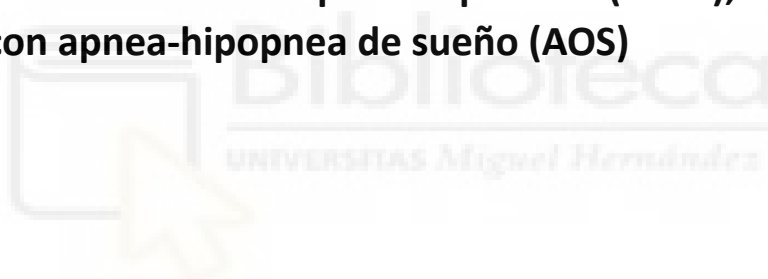 con apnea-hipopnea de sueño (AOS)
Biblioteca
UNIVERSITAS Miguel Hernández